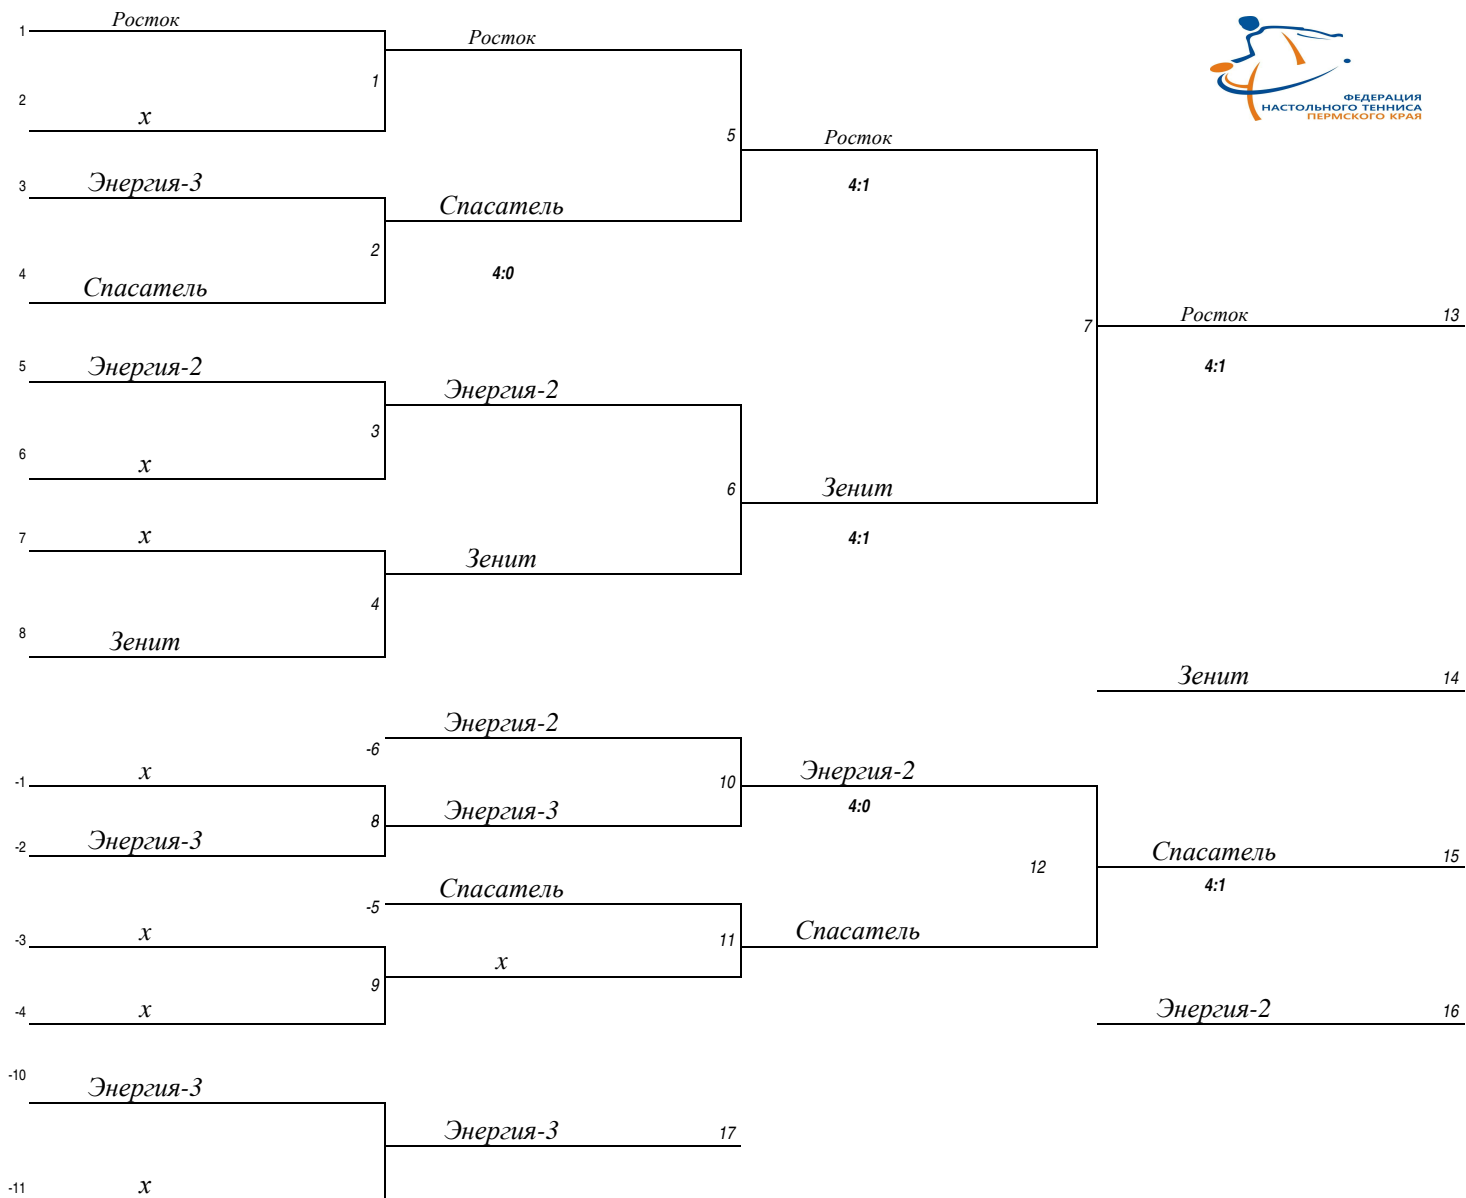 1 Росток
Росток
1
2 х
5
Росток
4:1
ФЕДЕРАЦИЯ
НАСТОЛЬНОГО ТЕННИСА
ПЕРМСКОГО КРАЯ
3 Энергия-3
Спасатель
2
4:0
4 Спасатель
7
Росток 13
4:1
5 Энергия-2
Энергия-2
3
6 х
6
Зенит
4:1
7 х
Зенит
4
8 Зенит
Зенит 14
-6 Энергия-2
-1 х
10
Энергия-2
4:0
8
Энергия-3
-2 Энергия-3
12
Спасатель 15
4:1
-5 Спасатель
-3 х
11
Спасатель
х
9
-4 х
Энергия-2 16
-10 Энергия-3
Энергия-3 17
-11 х